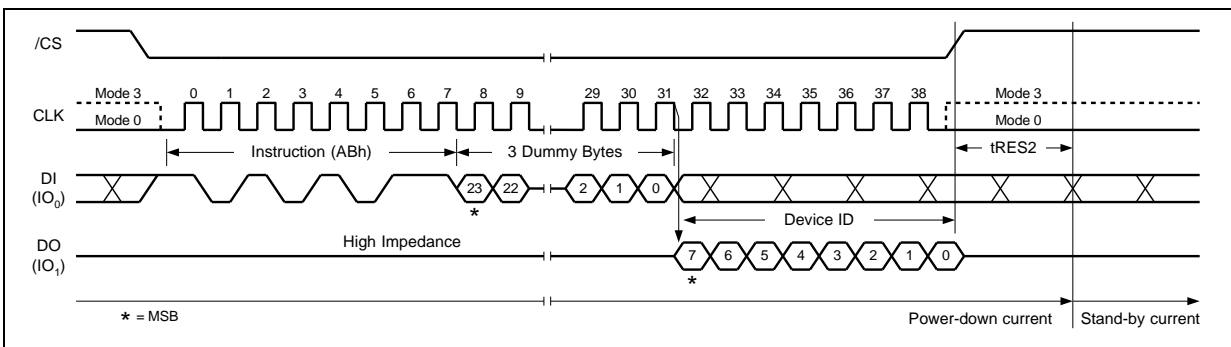 /CS
Mode 3 0 1 2 3 4 5 6 7 8 9 29 30 31 32 33 34 35 36 37 38 Mode 3
CLK Mode 0 Mode 0
Instruction (ABh) 3 Dummy Bytes tRES2
DI
(IO0) 23 22 2 1 0
* Device ID
DO High Impedance
(IO1) 7 6 5 4 3 2 1 0
*
* = MSB Power-down current Stand-by current